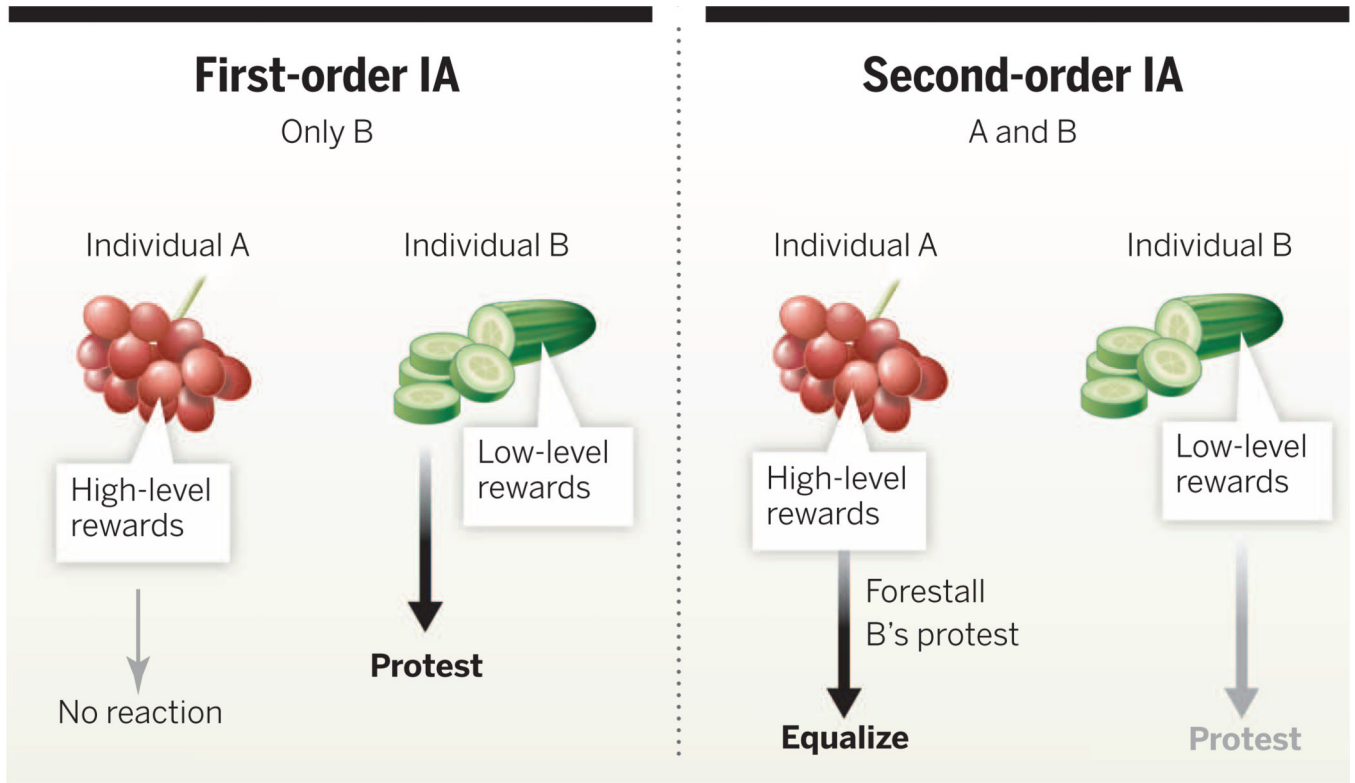 First-order IA
Only B
Individual A
Individual B
High-level
rewards
Low-level
rewards
No reaction
Protest
Second-order IA
A and B
Individual A
Individual B
High-level
rewards
Low-level
rewards
Forestall
B’s protest
Equalize
Protest